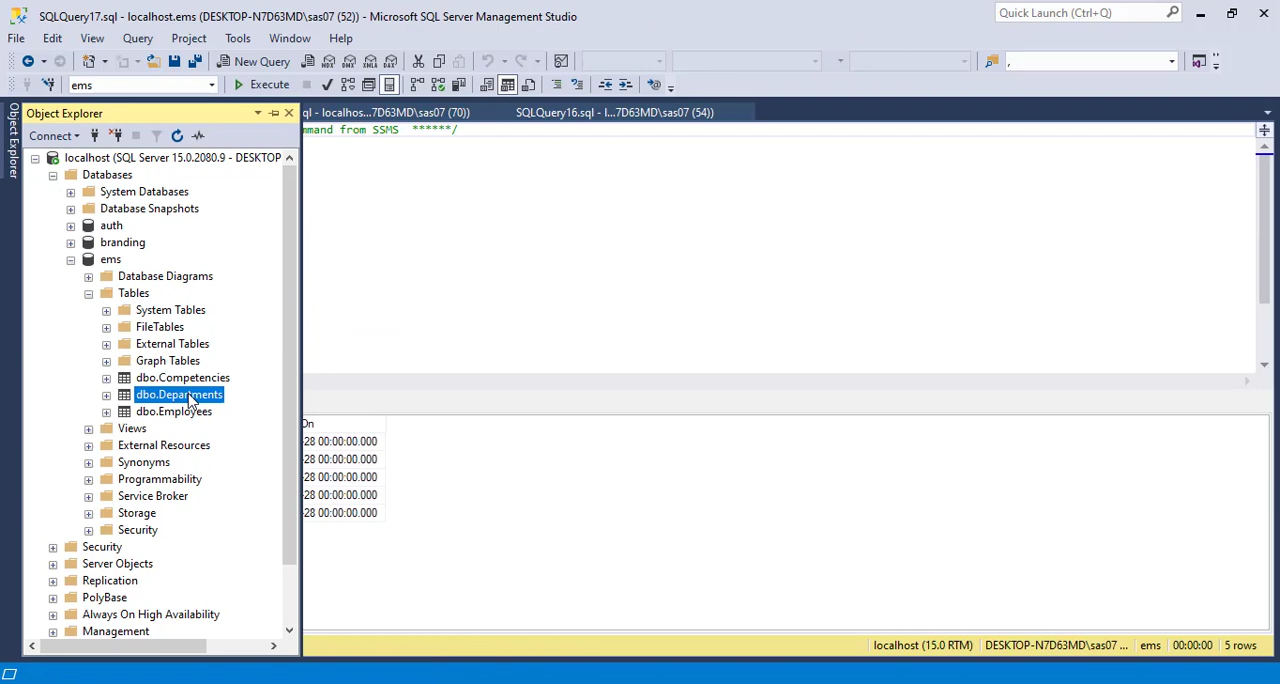 SQLQuery17.sql - localhost.ems (DESKTOP-N7D63MD\sas07 (52)) - Microsoft SQL Server Management Studio
Quick Launch (Ctrl+Q)
File Edit View Query Project Tools Window Help
New Query MDX DMX XMLA DAX ,
ems Execute
Object Explorer
Object Explorer
ql - localhos...7D63MD\sas07 (70)) SQLQuery16.sql - l...7D63MD\sas07 (54))
Connect
mmand from SSMS ******/
localhost (SQL Server 15.0.2080.9 - DESKTOP
Databases
System Databases
Database Snapshots
auth
branding
ems
Database Diagrams
Tables
System Tables
FileTables
External Tables
Graph Tables
dbo.Competencies
dbo.Departments
dbo.Employees
Views
External Resources
Synonyms
Programmability
Service Broker
Storage
Security
Security
Server Objects
Replication
PolyBase
Always On High Availability
Management
On
-28 00:00:00.000
-28 00:00:00.000
-28 00:00:00.000
-28 00:00:00.000
-28 00:00:00.000
localhost (15.0 RTM) DESKTOP-N7D63MD\sas07 ... ems 00:00:00 5 rows